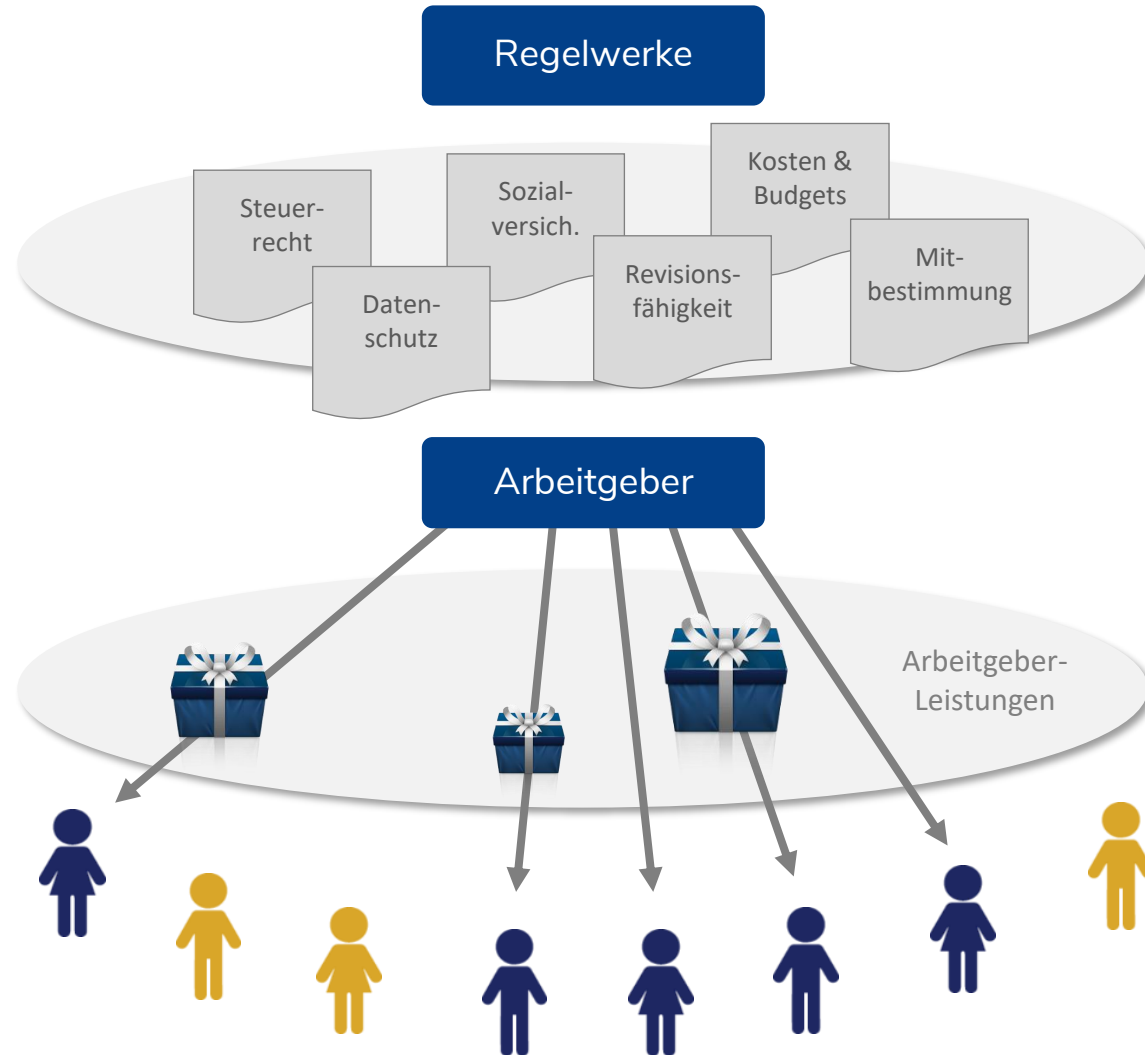 Regelwerke
Steuer-
recht
Sozial-
versich.
Kosten &
Budgets
Daten-
schutz
Revisions-
fähigkeit
Mit-
bestimmung
Arbeitgeber
Arbeitgeber-
Leistungen